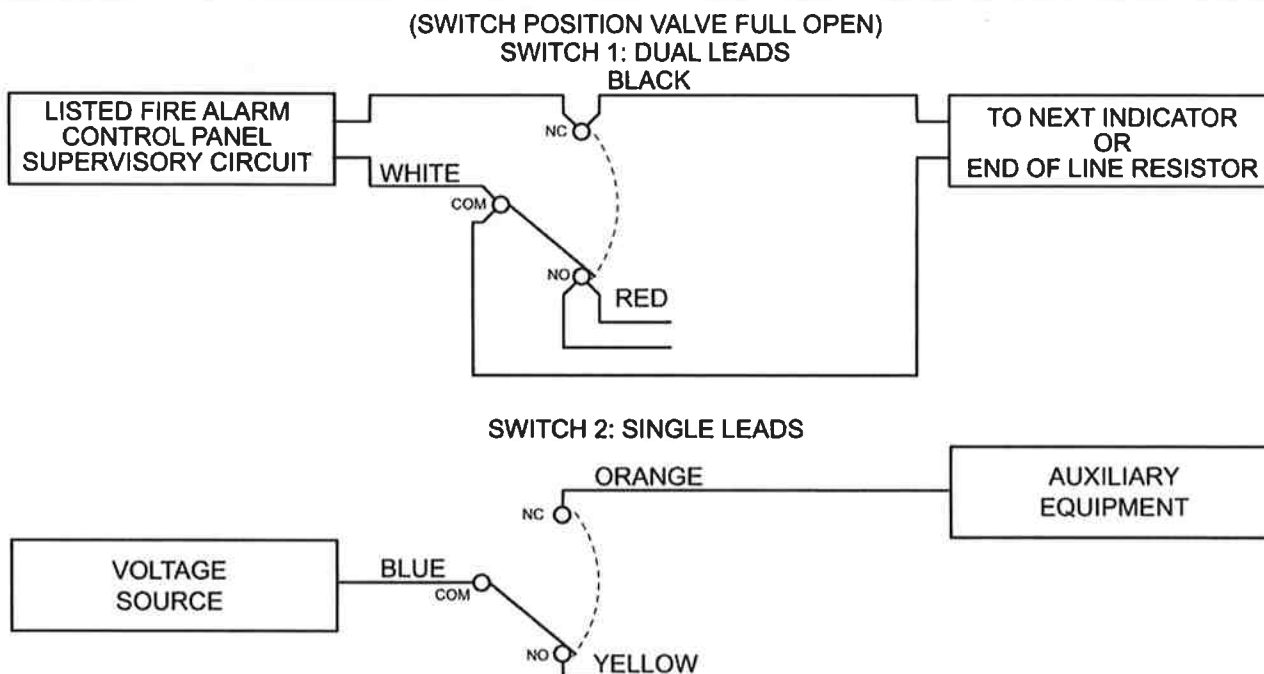 (SWITCH POSITION VALVE FULL OPEN)
SWITCH 1: DUAL LEADS
BLACK
LISTED FIRE ALARM
CONTROL PANEL
SUPERVISORY CIRCUIT
NC
TO NEXT INDICATOR
OR
END OF LINE RESISTOR
WHITE
COM
NO
RED
SWITCH 2: SINGLE LEADS
ORANGE
AUXILIARY
EQUIPMENT
NC
VOLTAGE
SOURCE
BLUE
COM
NO
YELLOW